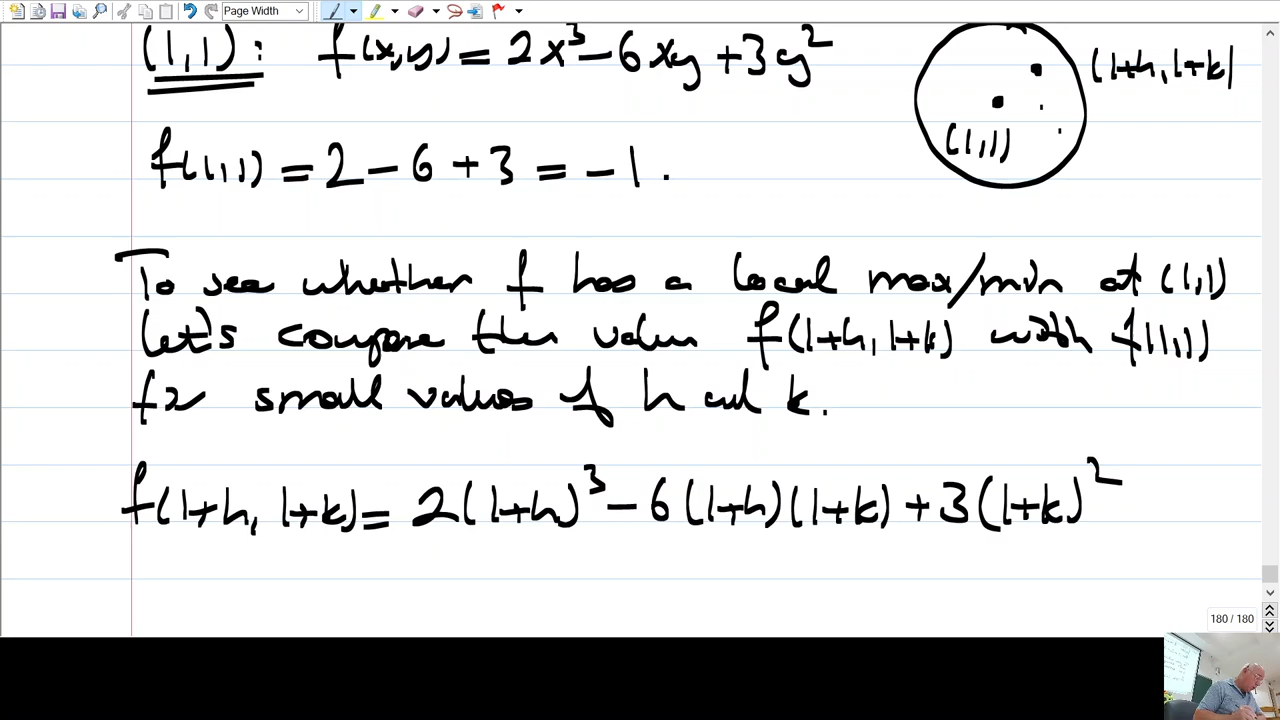 Page Width
(1,1) : f(x,y) = 2x³ - 6xy + 3y²
(1+h, 1+k)
(1,1)
f(1,1) = 2 - 6 + 3 = -1 .
To see whether f has a local max/min at (1,1)
let's compare the value f(1+h, 1+k) with f(1,1)
for small values of h and k.
f(1+h, 1+k) = 2(1+h)³ - 6(1+h)(1+k) + 3(1+k)²
180 / 180